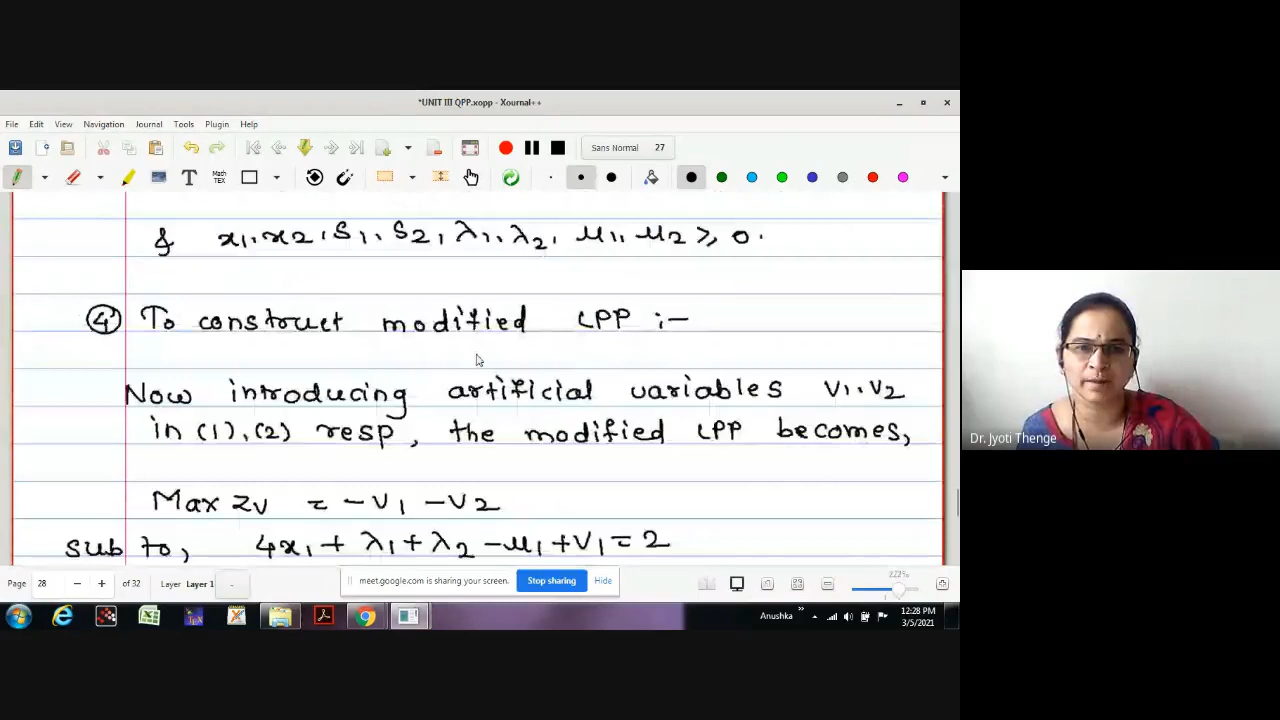 *UNIT III QPP.xopp - Xournal++
File Edit View Navigation Journal Tools Plugin Help
Sans Normal 27
TEX
& x1, x2, S1, S2, λ1, λ2, μ1, μ2 ≥ 0.
④ To construct modified LPP :-
Now introducing artificial variables V1, V2
in (1), (2) resp, the modified LPP becomes,
Max Zv = -V1 - V2
sub to, 4x1 + λ1 + λ2 - μ1 + V1 = 2
Page 28 of 32 Layer Layer 1 222%
meet.google.com is sharing your screen. Stop sharing Hide
Anushka 12:28 PM
3/5/2021
Dr. Jyoti Thenge